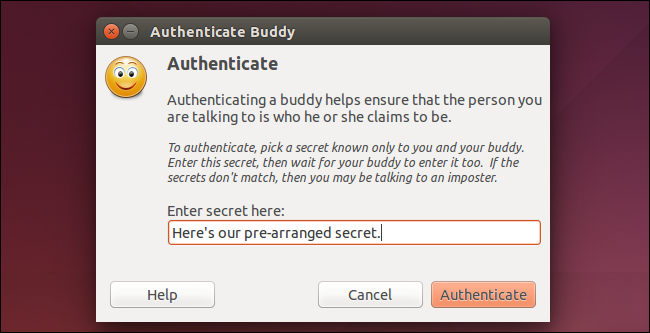 Authenticate Buddy
Authenticate
Authenticating a buddy helps ensure that the person you
are talking to is who he or she claims to be.
To authenticate, pick a secret known only to you and your buddy.
Enter this secret, then wait for your buddy to enter it too.  If the
secrets don't match, then you may be talking to an imposter.
Enter secret here:
Here's our pre-arranged secret.
Help
Cancel
Authenticate